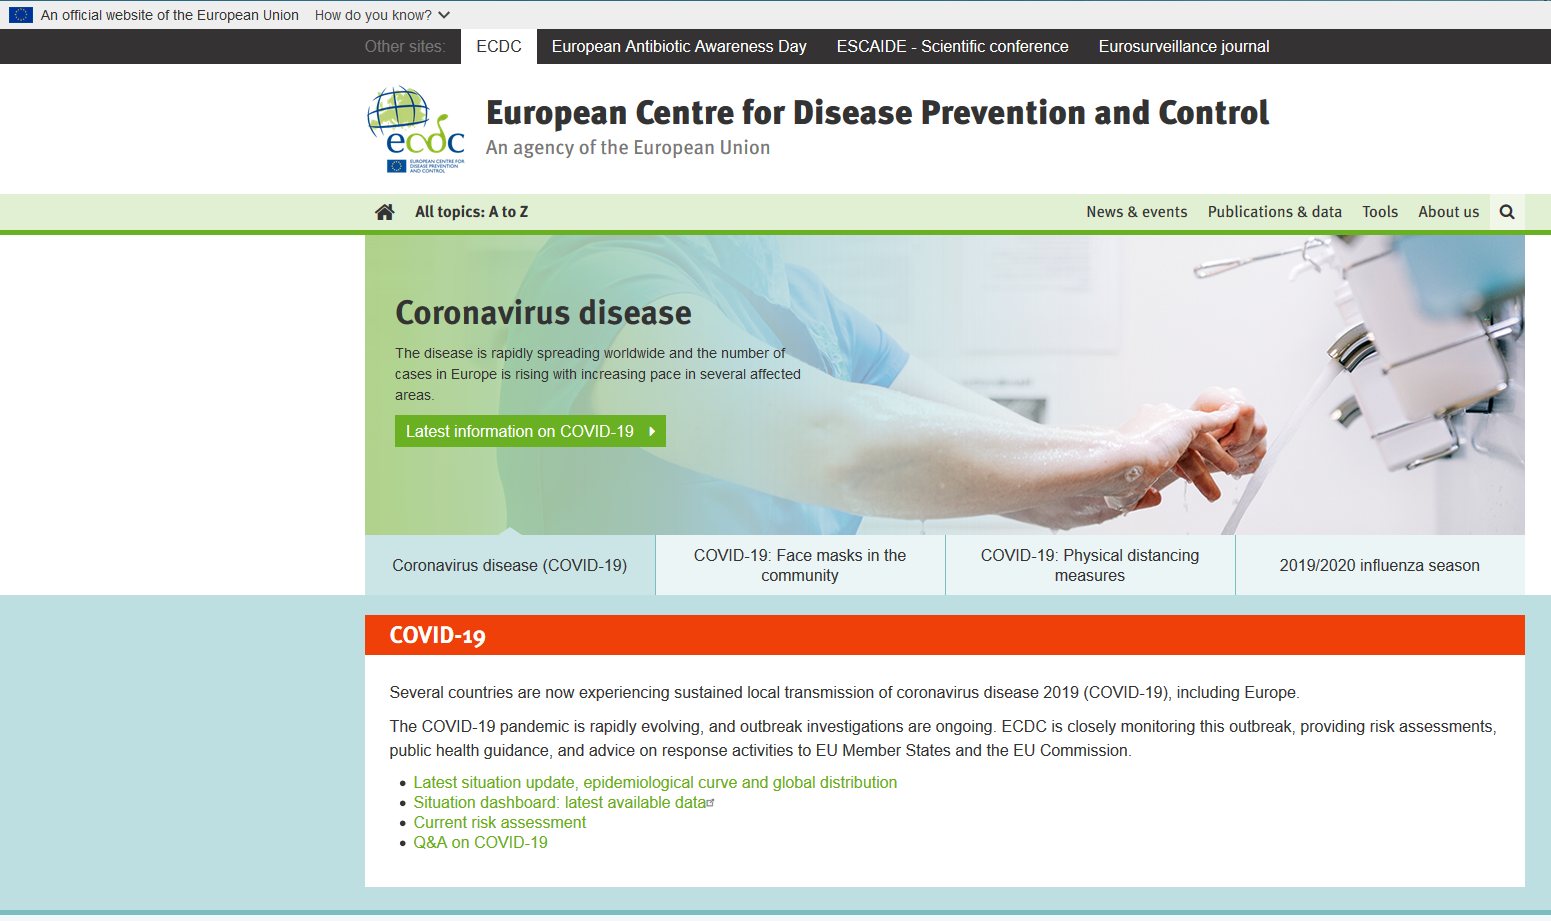 An official website of the European Union How do you know?
Other sites: ECDC European Antibiotic Awareness Day ESCAIDE - Scientific conference Eurosurveillance journal
ecdc
EUROPEAN CENTRE FOR
DISEASE PREVENTION
AND CONTROL
European Centre for Disease Prevention and Control
An agency of the European Union
All topics: A to Z News & events Publications & data Tools About us
Coronavirus disease
The disease is rapidly spreading worldwide and the number of
cases in Europe is rising with increasing pace in several affected
areas.
Latest information on COVID-19
Coronavirus disease (COVID-19)
COVID-19: Face masks in the
community
COVID-19: Physical distancing
measures
2019/2020 influenza season
COVID-19
Several countries are now experiencing sustained local transmission of coronavirus disease 2019 (COVID-19), including Europe.
The COVID-19 pandemic is rapidly evolving, and outbreak investigations are ongoing. ECDC is closely monitoring this outbreak, providing risk assessments,
public health guidance, and advice on response activities to EU Member States and the EU Commission.
• Latest situation update, epidemiological curve and global distribution
• Situation dashboard: latest available data
• Current risk assessment
• Q&A on COVID-19